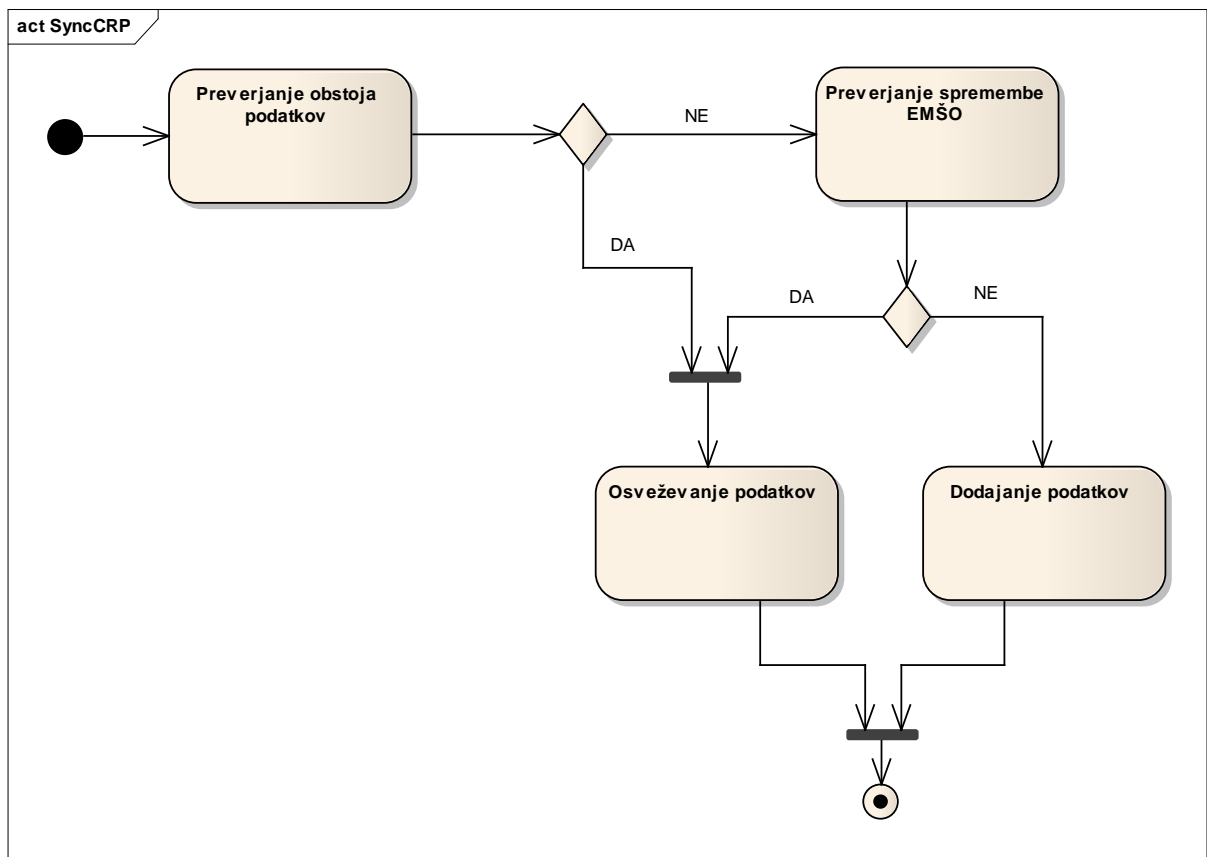 act SyncCRP
Preverjanje obstoja
podatkov
NE
Preverjanje spremembe
EMŠO
DA
DA
NE
Osveževanje podatkov
Dodajanje podatkov